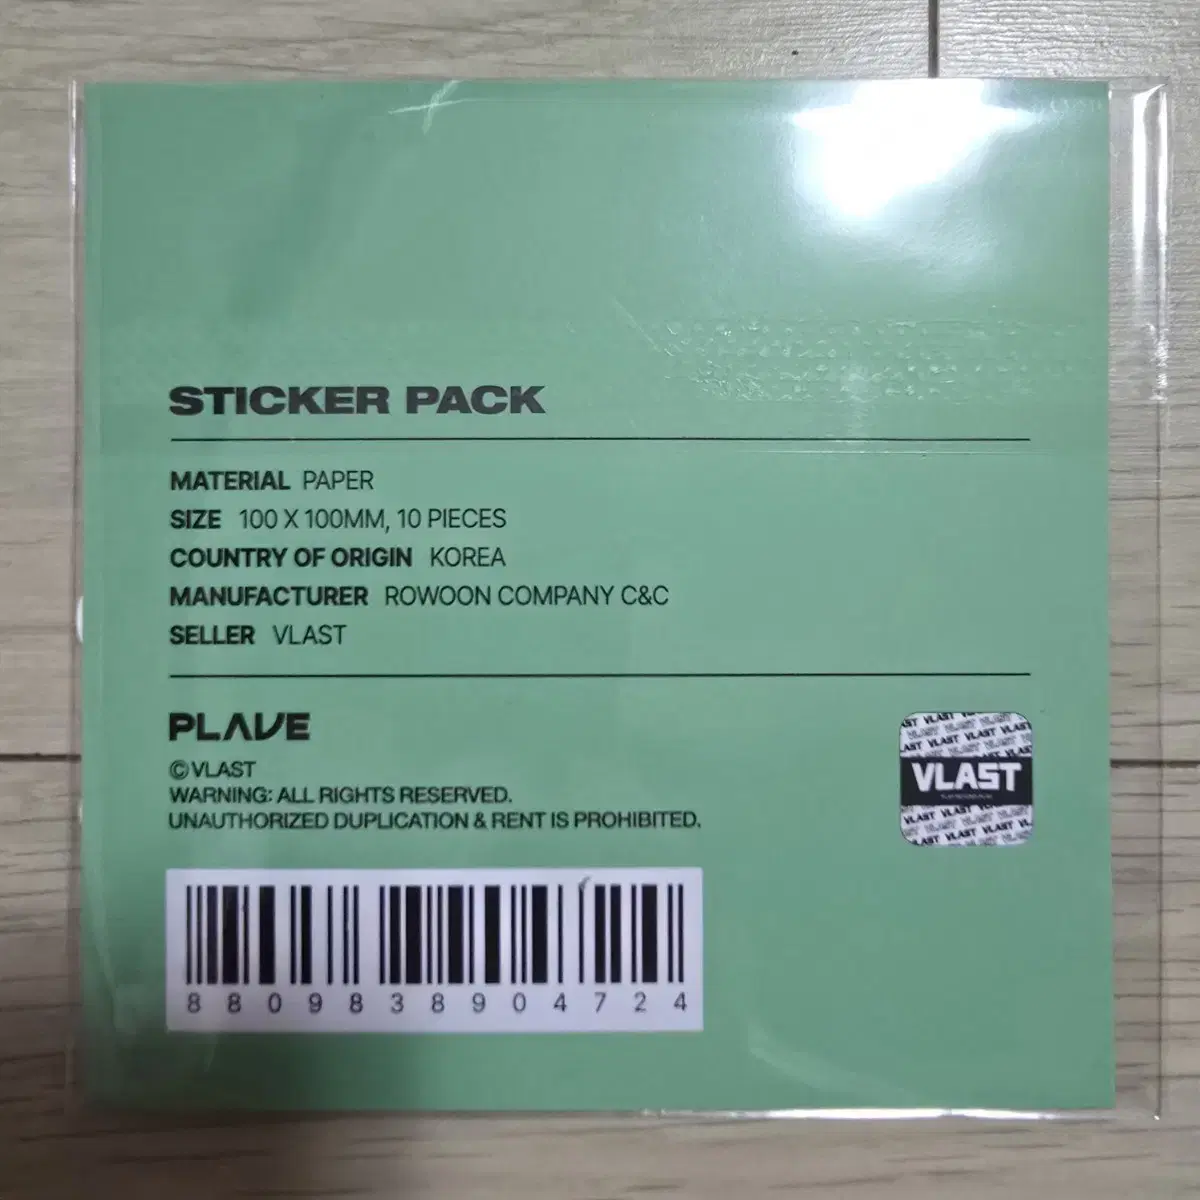 STICKER PACK
MATERIAL PAPER
SIZE 100 X 100MM, 10 PIECES
COUNTRY OF ORIGIN KOREA
MANUFACTURER ROWOON COMPANY C&C
SELLER VLAST
PLAVE
©VLAST
WARNING: ALL RIGHTS RESERVED.
UNAUTHORIZED DUPLICATION & RENT IS PROHIBITED.
VLAST
8809838904724